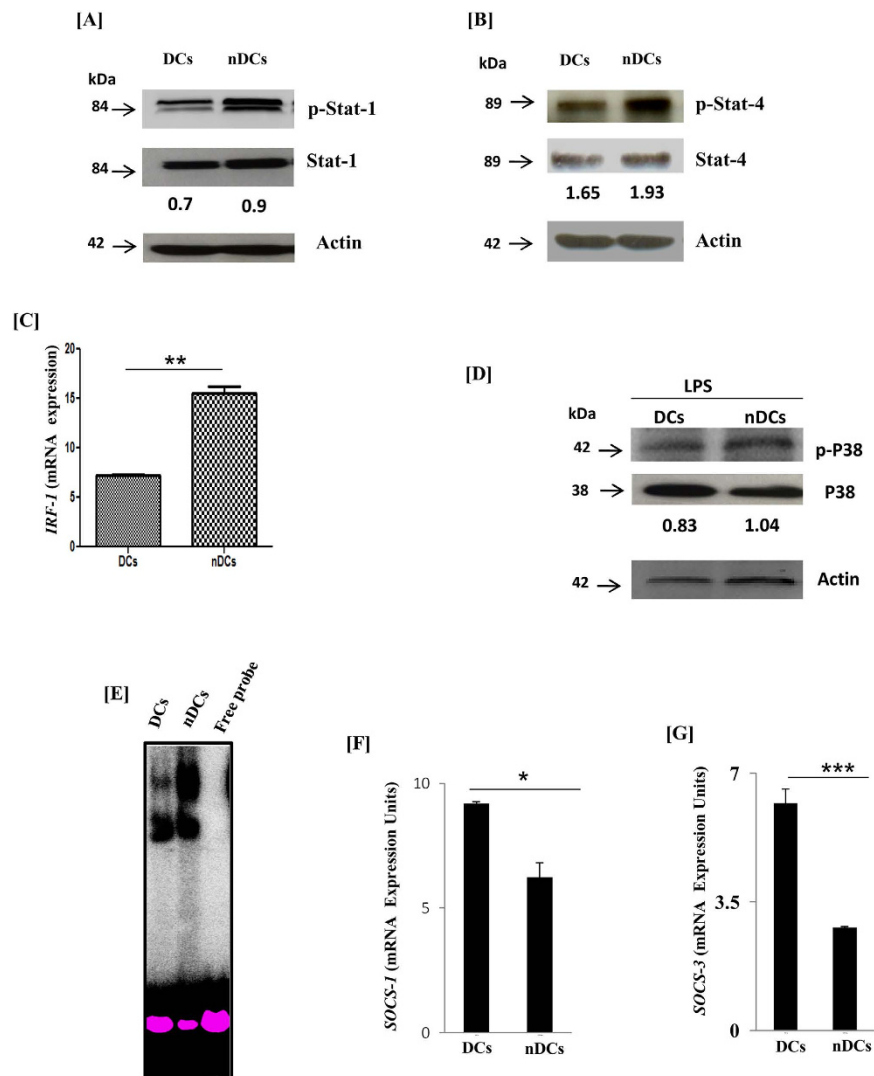 [A]
DCs nDCs
kDa
84 p-Stat-1
84 Stat-1
0.7 0.9
42 Actin
[B]
DCs nDCs
kDa
89 p-Stat-4
89 Stat-4
1.65 1.93
42 Actin
[C]
IRF-1 (mRNA expression)
20
15
10
5
0
**
DCs nDCs
[D]
LPS
kDa DCs nDCs
42 p-P38
38 P38
0.83 1.04
42 Actin
[E]
DCs nDCs Free probe
[F]
SOCS-1 (mRNA Expression Units)
10
5
0
*
DCs nDCs
[G]
SOCS-3 (mRNA Expression Units)
7
3.5
0
***
DCs nDCs